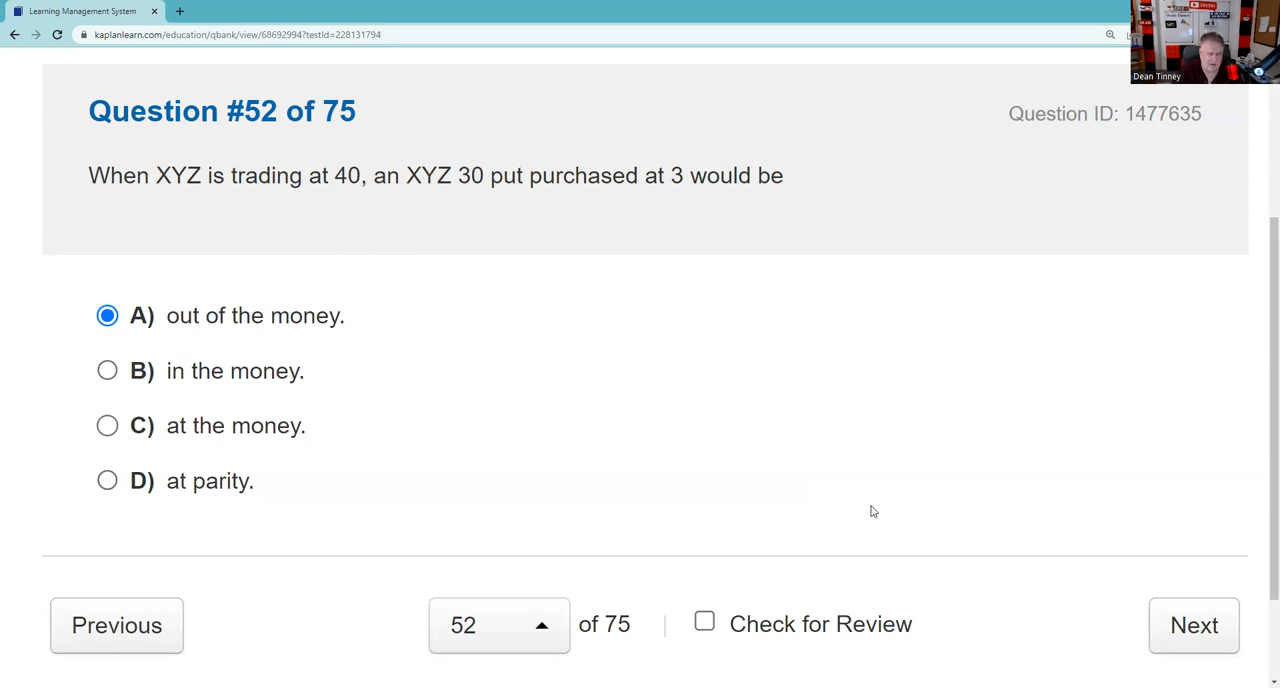 Learning Management System
kaplanlearn.com/education/qbank/view/68692994?testId=228131794
Dean Tinney
Question #52 of 75
Question ID: 1477635
When XYZ is trading at 40, an XYZ 30 put purchased at 3 would be
A) out of the money.
B) in the money.
C) at the money.
D) at parity.
Previous
52
of 75
Check for Review
Next